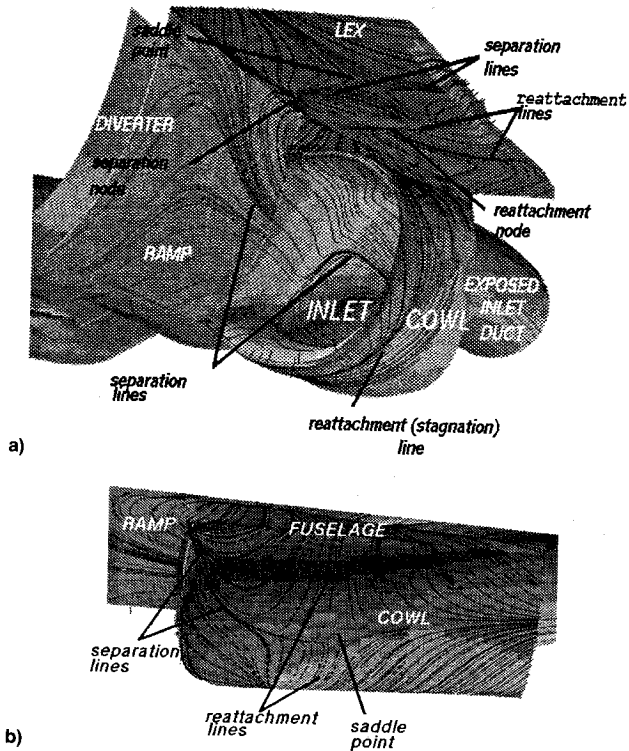 saddle
point
LEX
separation
lines
reattachment
lines
DIVERTER
separation
node
reattachment
node
RAMP
EXPOSED
INLET
DUCT
INLET
COWL
separation
lines
reattachment (stagnation)
line
a)
RAMP
FUSELAGE
COWL
separation
lines
reattachment
lines
saddle
point
b)